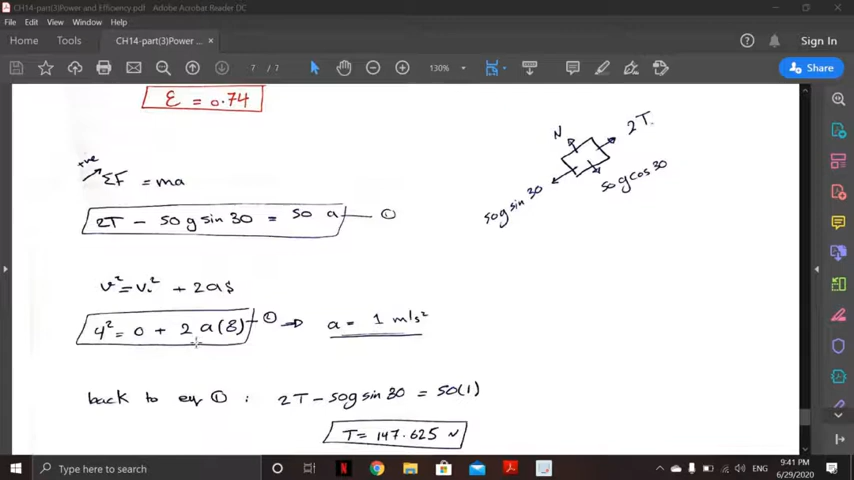 CH14-part(3)Power and Efficency.pdf - Adobe Acrobat Reader DC
File Edit View Window Help
Home Tools CH14-part(3)Power ... × Sign In
7 / 7 130% Share
ε = 0.74
N
2T
50g sin 30
50 g cos 30
+ve
ΣF = ma
2T - 50 g sin 30 = 50 a ①
v² = v.² + 2as
4² = 0 + 2 a (8) ② ⇒ a = 1 m/s²
back to eq ① : 2T - 50g sin 30 = 50(1)
T = 147.625 N
Type here to search
ENG
9:41 PM
6/29/2020